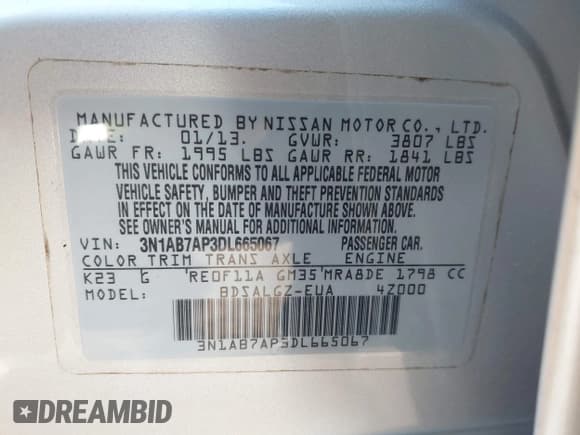 MANUFACTURED BY NISSAN MOTOR CO., LTD.
DATE: 01/13. GVWR: 3807 LBS
GAWR FR: 1995 LBS GAWR RR: 1841 LBS
THIS VEHICLE CONFORMS TO ALL APPLICABLE FEDERAL MOTOR
VEHICLE SAFETY, BUMPER AND THEFT PREVENTION STANDARDS
IN EFFECT ON THE DATE OF MANUFACTURE SHOWN ABOVE.
SEE OWNER'S MANUAL FOR ADDITIONAL INFORMATION.
VIN: 3N1AB7AP3DL665067 PASSENGER CAR.
COLOR TRIM TRANS AXLE ENGINE
K23 G RE0F11A GM35 MRA8DE 1798 CC
MODEL: BDSALGZ-EUA 4Z000
3N1AB7AP3DL665067
DREAMBID